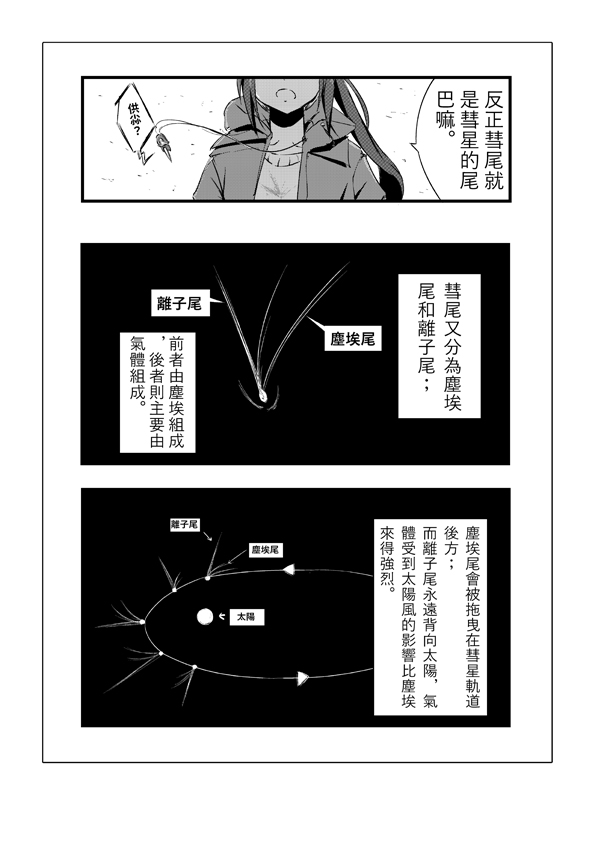 反正彗尾就
是彗星的尾
巴嘛。
供惢?
彗尾又分為塵埃
尾和離子尾；
塵埃尾
離子尾
前者由塵埃組成
，後者則主要由
氣體組成。
塵埃尾會被拖曳在彗星軌道
後方；
而離子尾永遠背向太陽，氣
體受到太陽風的影響比塵埃
來得強烈。
離子尾
塵埃尾
太陽